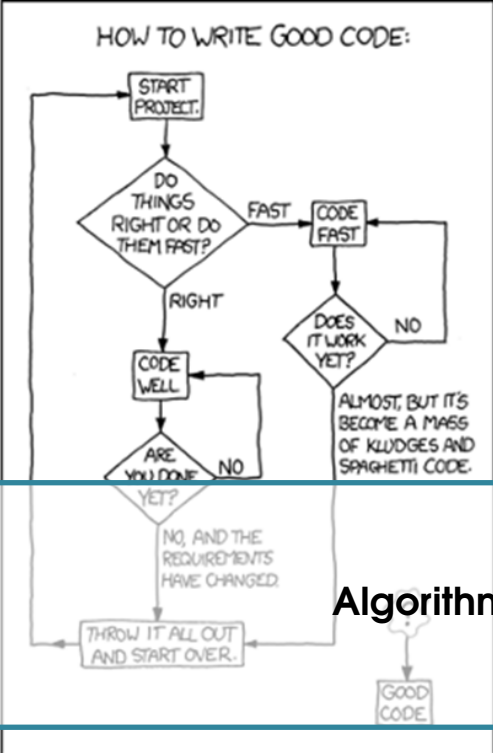 HOW TO WRITE GOOD CODE:
START
PROJECT.
DO
THINGS
RIGHT OR DO
THEM FAST?
FAST
CODE
FAST
RIGHT
DOES
IT WORK
YET?
NO
CODE
WELL
ALMOST, BUT IT'S
BECOME A MASS
OF KLUDGES AND
SPAGHETTI CODE.
ARE
YOU DONE
YET?
NO
NO, AND THE
REQUIREMENTS
HAVE CHANGED.
Algorithm
THROW IT ALL OUT
AND START OVER.
?
GOOD
CODE